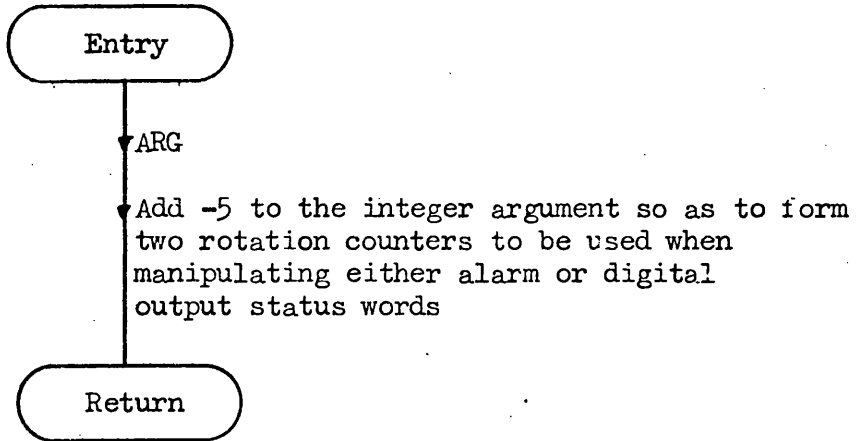 Entry
ARG
Add -5 to the integer argument so as to form
two rotation counters to be used when
manipulating either alarm or digital
output status words
Return